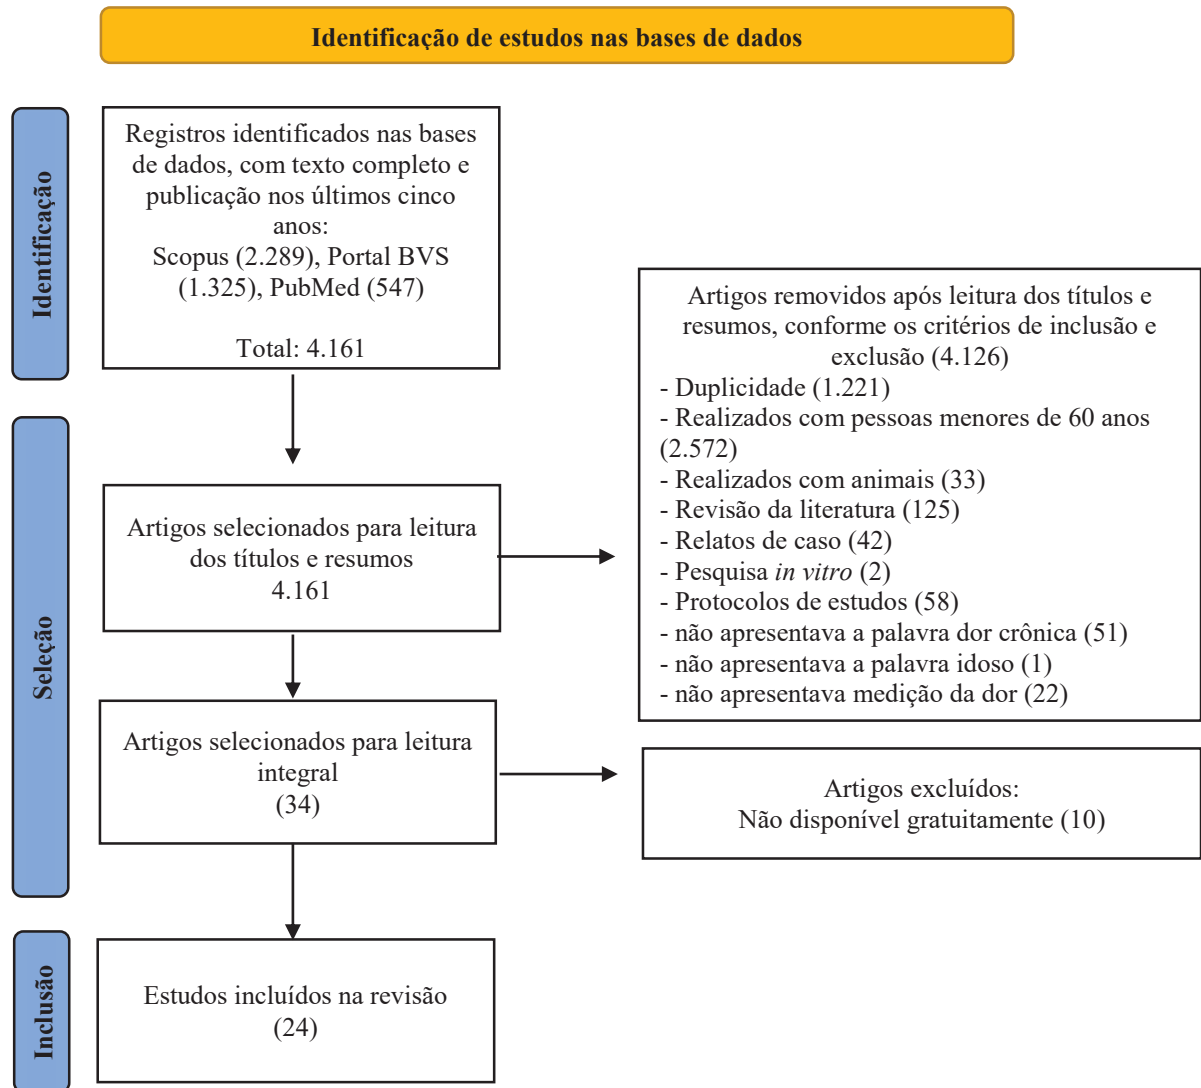 Identificação de estudos nas bases de dados
Identificação
Registros identificados nas bases
de dados, com texto completo e
publicação nos últimos cinco
anos:
Scopus (2.289), Portal BVS
(1.325), PubMed (547)
Total: 4.161
Artigos removidos após leitura dos títulos e
resumos, conforme os critérios de inclusão e
exclusão (4.126)
- Duplicidade (1.221)
- Realizados com pessoas menores de 60 anos
(2.572)
- Realizados com animais (33)
- Revisão da literatura (125)
- Relatos de caso (42)
- Pesquisa in vitro (2)
- Protocolos de estudos (58)
- não apresentava a palavra dor crônica (51)
- não apresentava a palavra idoso (1)
- não apresentava medição da dor (22)
Seleção
Artigos selecionados para leitura
dos títulos e resumos
4.161
Artigos selecionados para leitura
integral
(34)
Artigos excluídos:
Não disponível gratuitamente (10)
Inclusão
Estudos incluídos na revisão
(24)